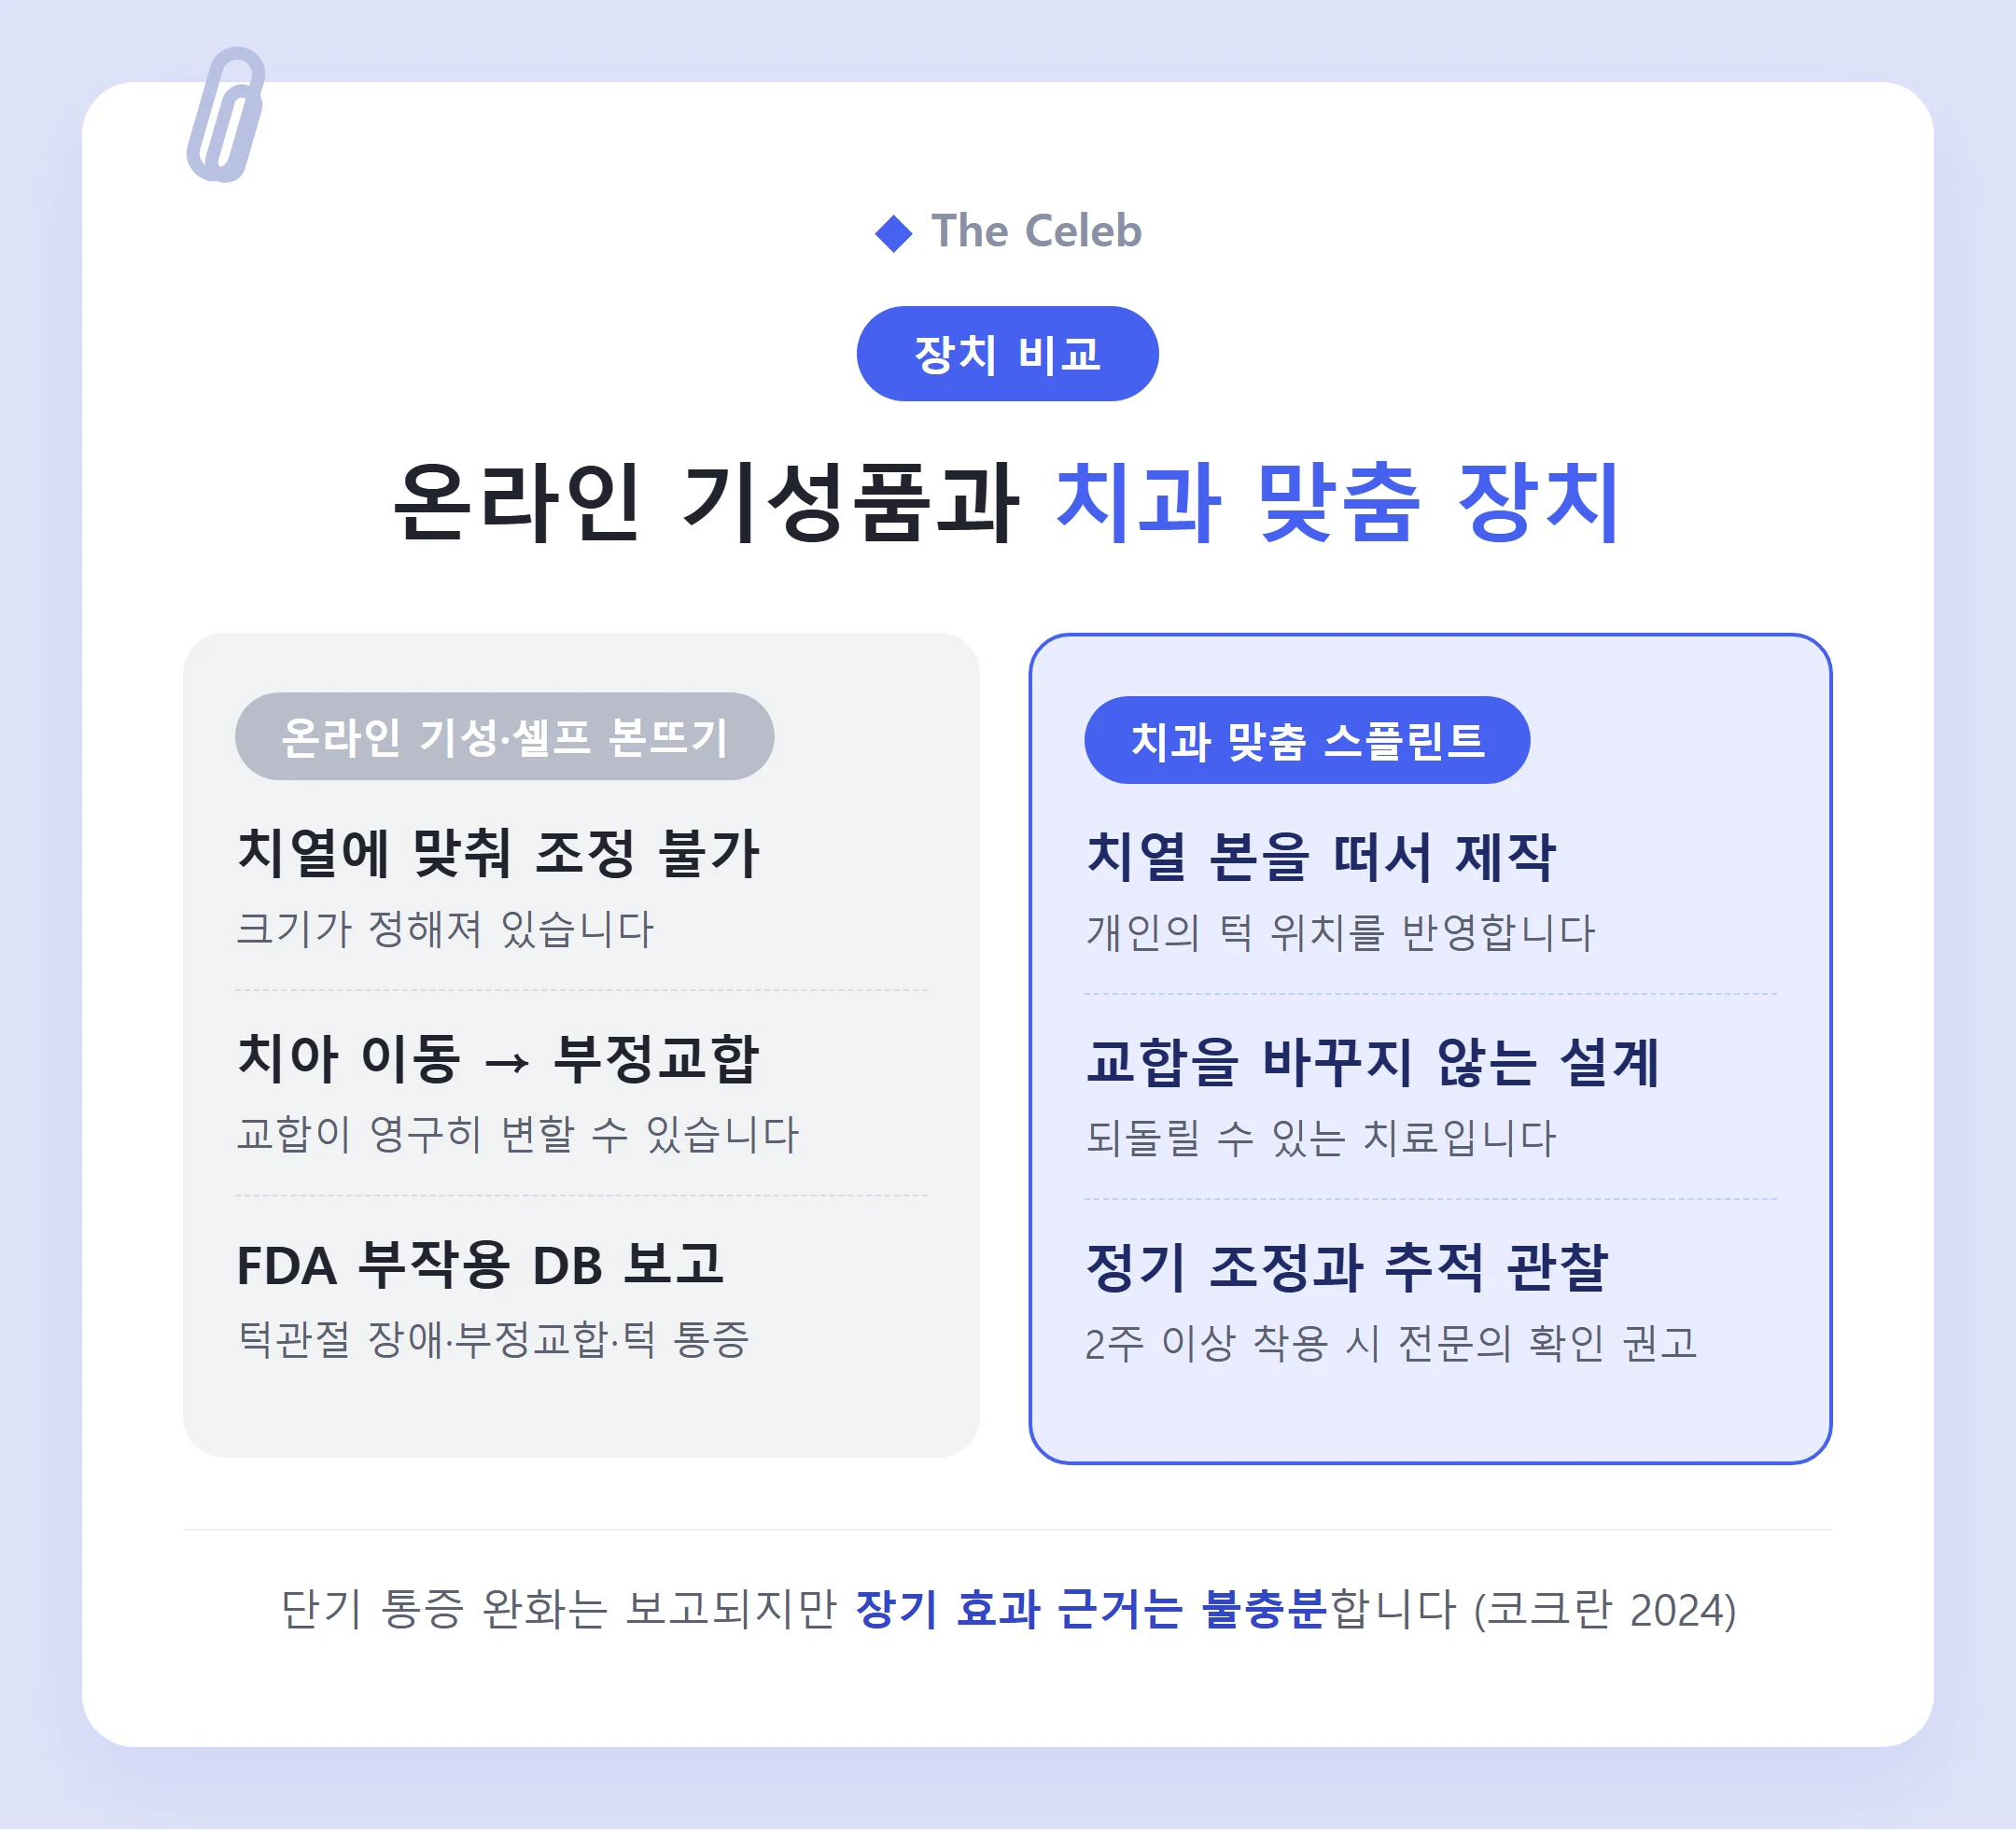 The Celeb
장치 비교
온라인 기성품과 치과 맞춤 장치
온라인 기성·셀프 본뜨기
치열에 맞춰 조정 불가
크기가 정해져 있습니다
치아 이동 → 부정교합
교합이 영구히 변할 수 있습니다
FDA 부작용 DB 보고
턱관절 장애·부정교합·턱 통증
치과 맞춤 스플린트
치열 본을 떠서 제작
개인의 턱 위치를 반영합니다
교합을 바꾸지 않는 설계
되돌릴 수 있는 치료입니다
정기 조정과 추적 관찰
2주 이상 착용 시 전문의 확인 권고
단기 통증 완화는 보고되지만 장기 효과 근거는 불충분합니다 (코크란 2024)